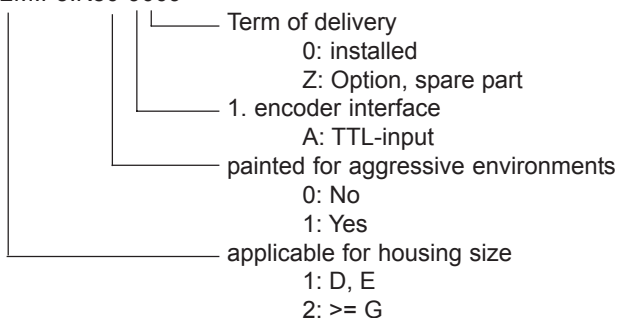 Term of delivery
0: installed
Z: Option, spare part
1. encoder interface
A: TTL-input
painted for aggressive environments
0: No
1: Yes
applicable for housing size
1: D, E
2: >= G